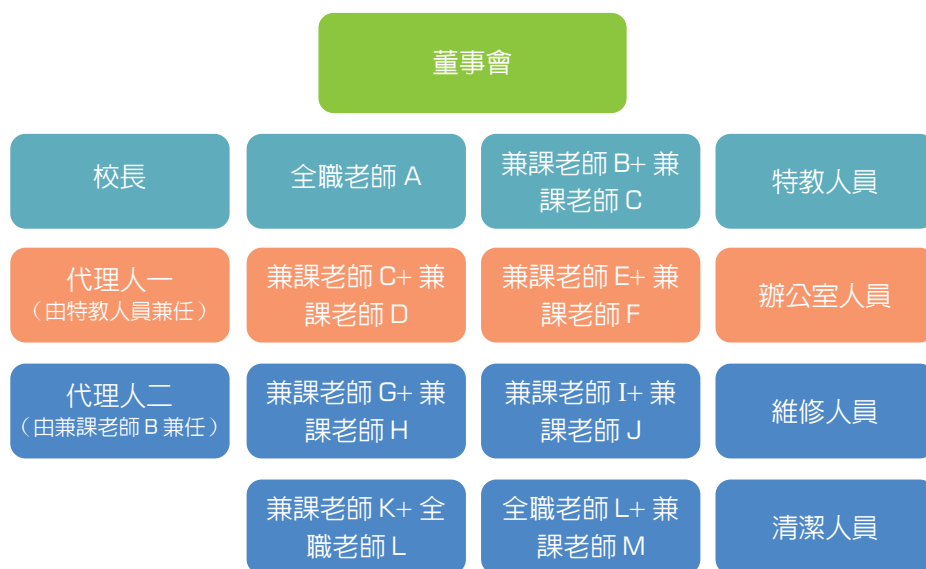 董事會
校長
全職老師 A
兼課老師 B+ 兼
課老師 C
特教人員
代理人一
（由特教人員兼任）
兼課老師 C+ 兼
課老師 D
兼課老師 E+ 兼
課老師 F
辦公室人員
代理人二
（由兼課老師 B 兼任）
兼課老師 G+ 兼
課老師 H
兼課老師 I+ 兼
課老師 J
維修人員
兼課老師 K+ 全
職老師 L
全職老師 L+ 兼
課老師 M
清潔人員